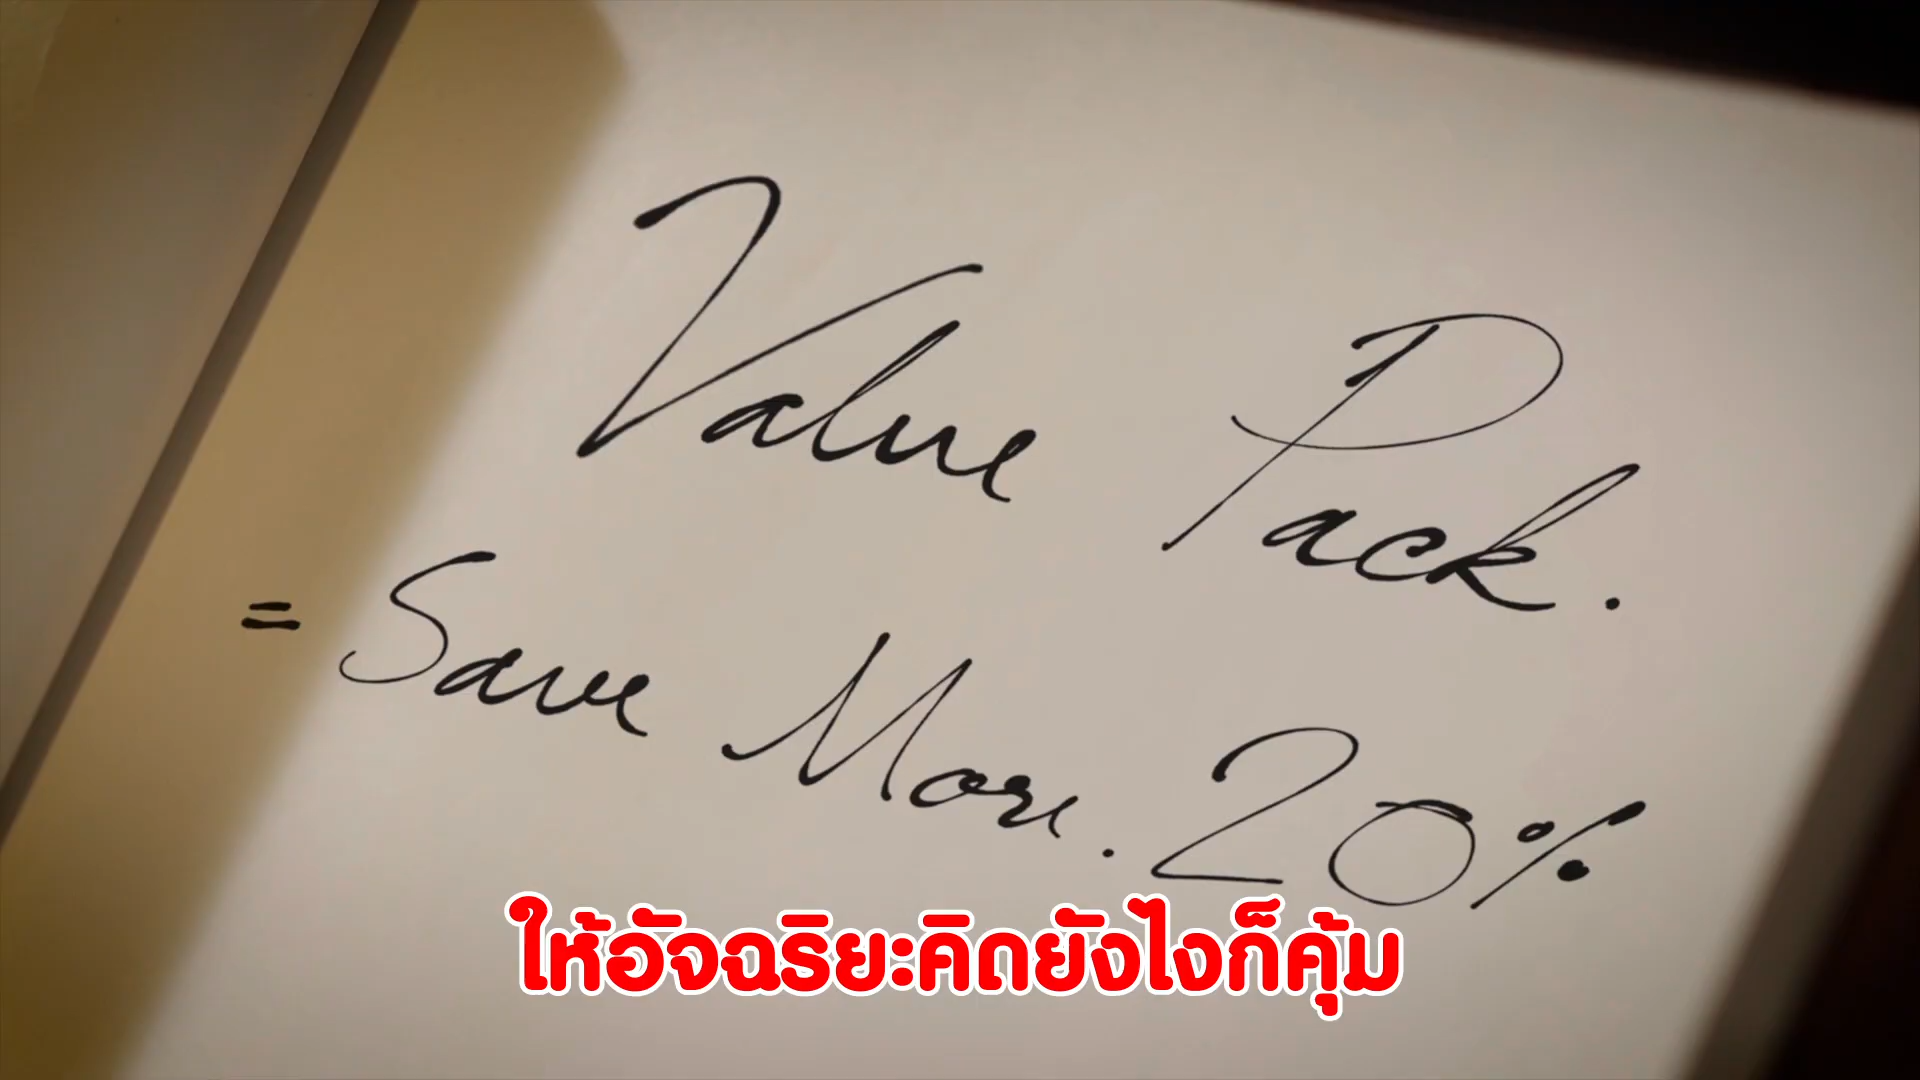 Value Pack.
= Save More. 20%
ให้อัจฉริยะคิดยังไงก็คุ้ม